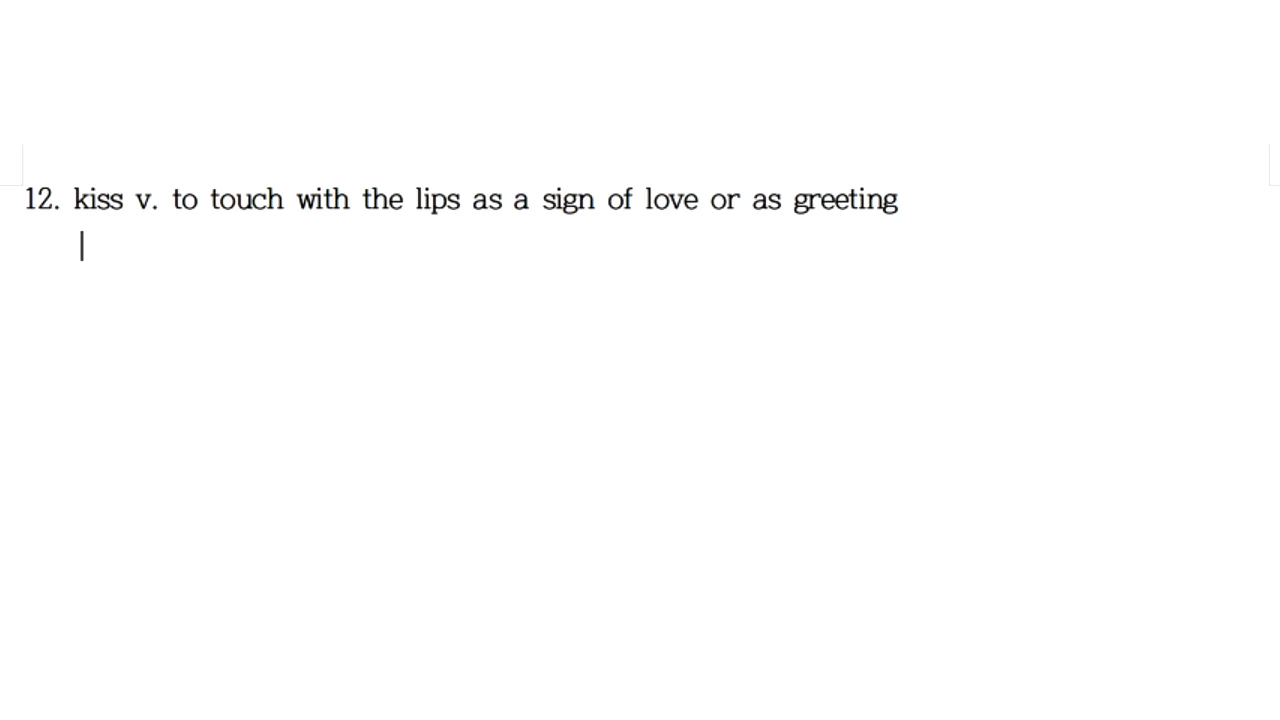 12. kiss v. to touch with the lips as a sign of love or as greeting